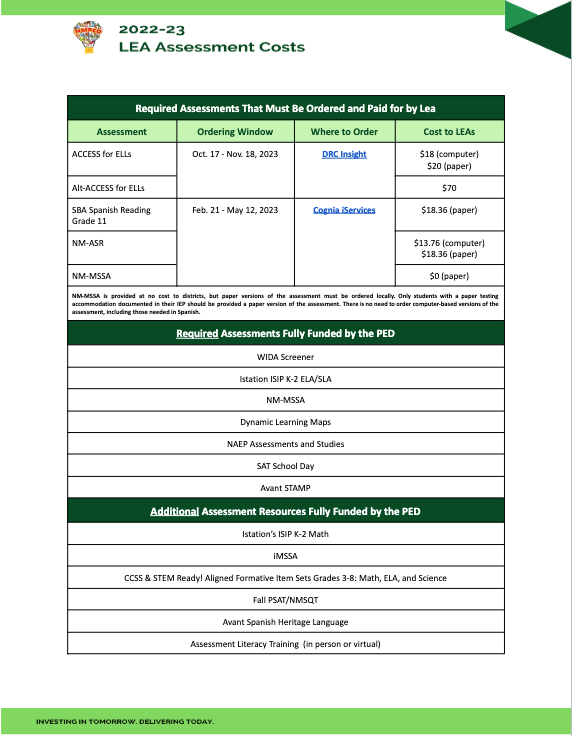 NMPED
2022-23
LEA Assessment Costs
Required Assessments That Must Be Ordered and Paid for by Lea
Assessment Ordering Window Where to Order Cost to LEAs
ACCESS for ELLs Oct. 17 - Nov. 18, 2023 DRC Insight $18 (computer)
$20 (paper)
Alt-ACCESS for ELLs $70
SBA Spanish Reading Feb. 21 - May 12, 2023 Cognia iServices $18.36 (paper)
Grade 11
NM-ASR $13.76 (computer)
$18.36 (paper)
NM-MSSA $0 (paper)
NM-MSSA is provided at no cost to districts, but paper versions of the assessment must be ordered locally. Only students with a paper testing
accommodation documented in their IEP should be provided a paper version of the assessment. There is no need to order computer-based versions of the
assessment, including those needed in Spanish.
Required Assessments Fully Funded by the PED
WIDA Screener
Istation ISIP K-2 ELA/SLA
NM-MSSA
Dynamic Learning Maps
NAEP Assessments and Studies
SAT School Day
Avant STAMP
Additional Assessment Resources Fully Funded by the PED
Istation's ISIP K-2 Math
iMSSA
CCSS & STEM Ready! Aligned Formative Item Sets Grades 3-8: Math, ELA, and Science
Fall PSAT/NMSQT
Avant Spanish Heritage Language
Assessment Literacy Training (in person or virtual)
INVESTING IN TOMORROW. DELIVERING TODAY.